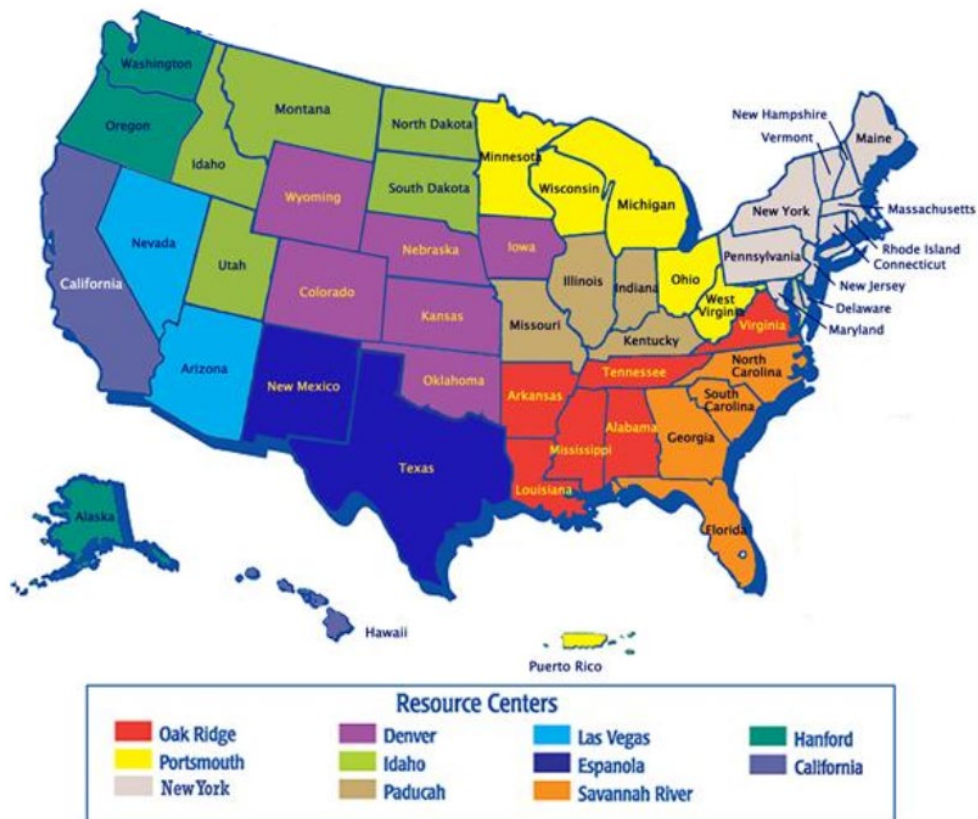 Washington
Oregon
Montana
Idaho
North Dakota
South Dakota
Minnesota
Wisconsin
Michigan
New Hampshire
Vermont
Maine
New York
Massachusetts
Rhode Island
Connecticut
Pennsylvania
New Jersey
Delaware
Maryland
Wyoming
Nebraska
Iowa
Nevada
Utah
California
Colorado
Kansas
Illinois
Indiana
Ohio
West
Virginia
Virginia
Missouri
Kentucky
Arizona
New Mexico
Oklahoma
Tennessee
Arkansas
North
Carolina
South
Carolina
Mississippi
Alabama
Georgia
Texas
Louisiana
Florida
Alaska
Hawaii
Puerto Rico
Resource Centers
Oak Ridge
Portsmouth
New York
Denver
Idaho
Paducah
Las Vegas
Espanola
Savannah River
Hanford
California